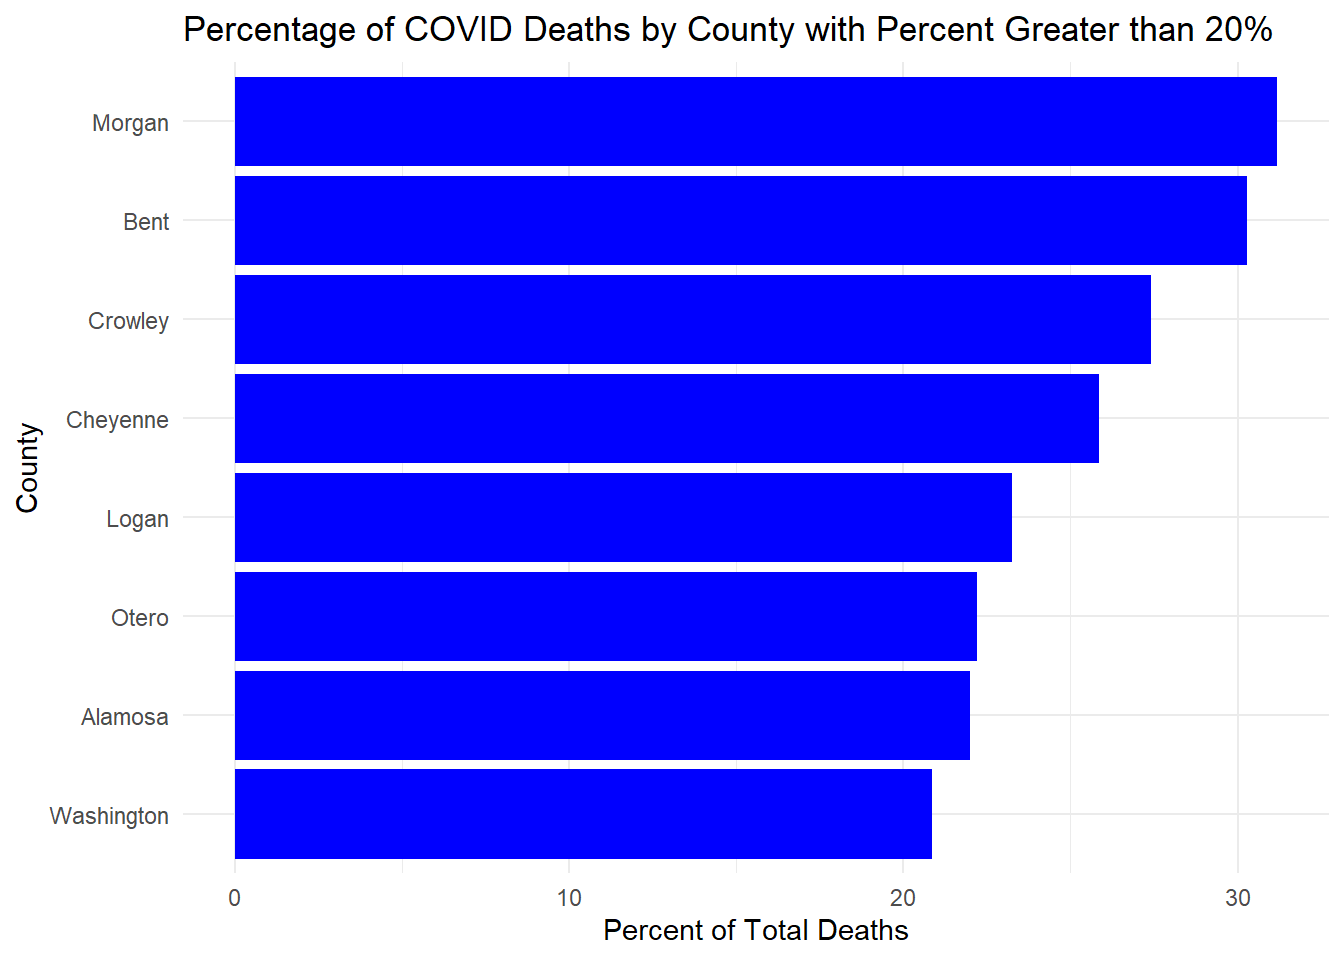 Percentage of COVID Deaths by County with Percent Greater than 20%
County
Morgan
Bent
Crowley
Cheyenne
Logan
Otero
Alamosa
Washington
0 10 20 30
Percent of Total Deaths